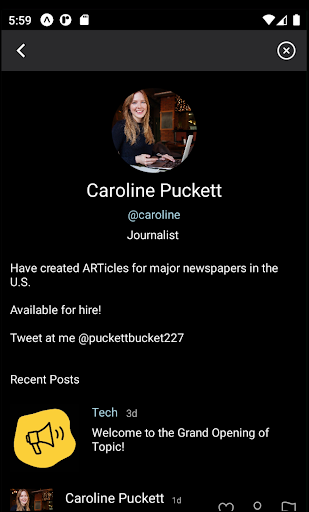 5:59
Caroline Puckett
@caroline
Journalist
Have created ARTicles for major newspapers in the
U.S.
Available for hire!
Tweet at me @puckettbucket227
Recent Posts
Tech 3d
Welcome to the Grand Opening of
Topic!
Caroline Puckett 1d